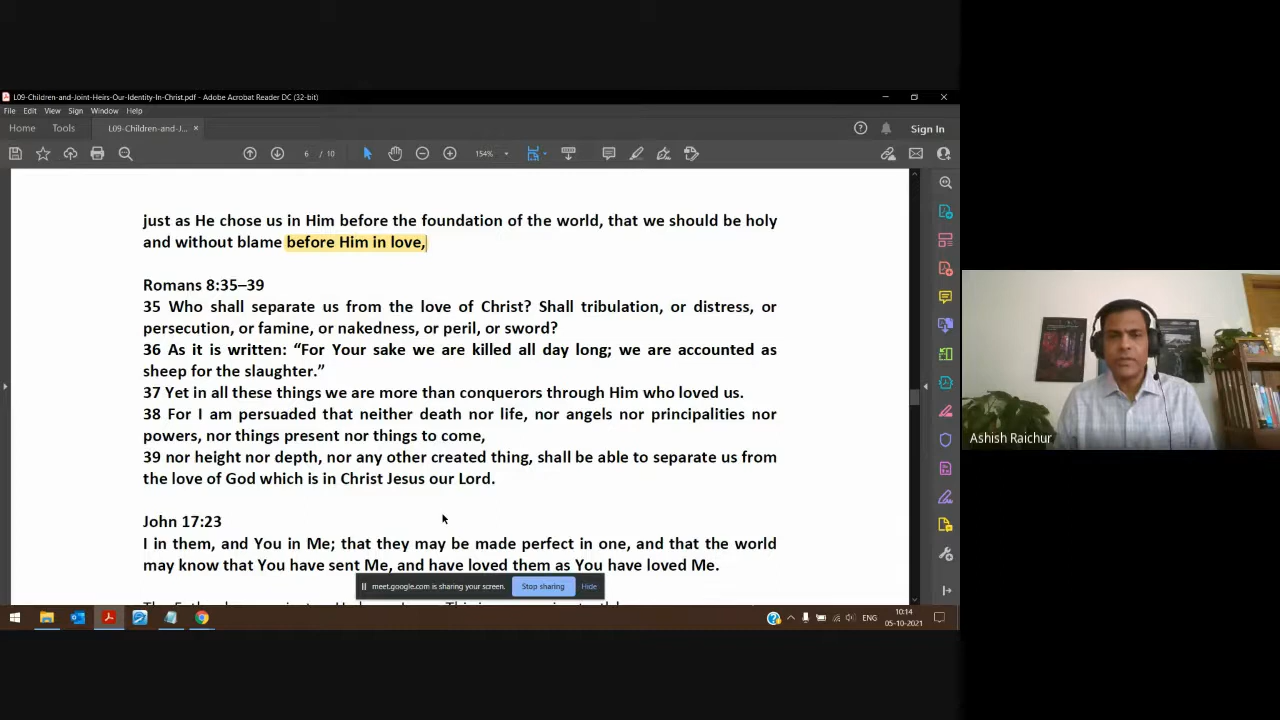 L09-Children-and-Joint-Heirs-Our-Identity-In-Christ.pdf - Adobe Acrobat Reader DC (32-bit)
File Edit View Sign Window Help
Home Tools L09-Children-and-J... × Sign In
6 / 10 154%
just as He chose us in Him before the foundation of the world, that we should be holy
and without blame before Him in love,
Romans 8:35–39
35 Who shall separate us from the love of Christ? Shall tribulation, or distress, or
persecution, or famine, or nakedness, or peril, or sword?
36 As it is written: “For Your sake we are killed all day long; we are accounted as
sheep for the slaughter.”
37 Yet in all these things we are more than conquerors through Him who loved us.
38 For I am persuaded that neither death nor life, nor angels nor principalities nor
powers, nor things present nor things to come,
39 nor height nor depth, nor any other created thing, shall be able to separate us from
the love of God which is in Christ Jesus our Lord.
John 17:23
I in them, and You in Me; that they may be made perfect in one, and that the world
may know that You have sent Me, and have loved them as You have loved Me.
meet.google.com is sharing your screen. Stop sharing Hide
ENG
10:14
05-10-2021
Ashish Raichur